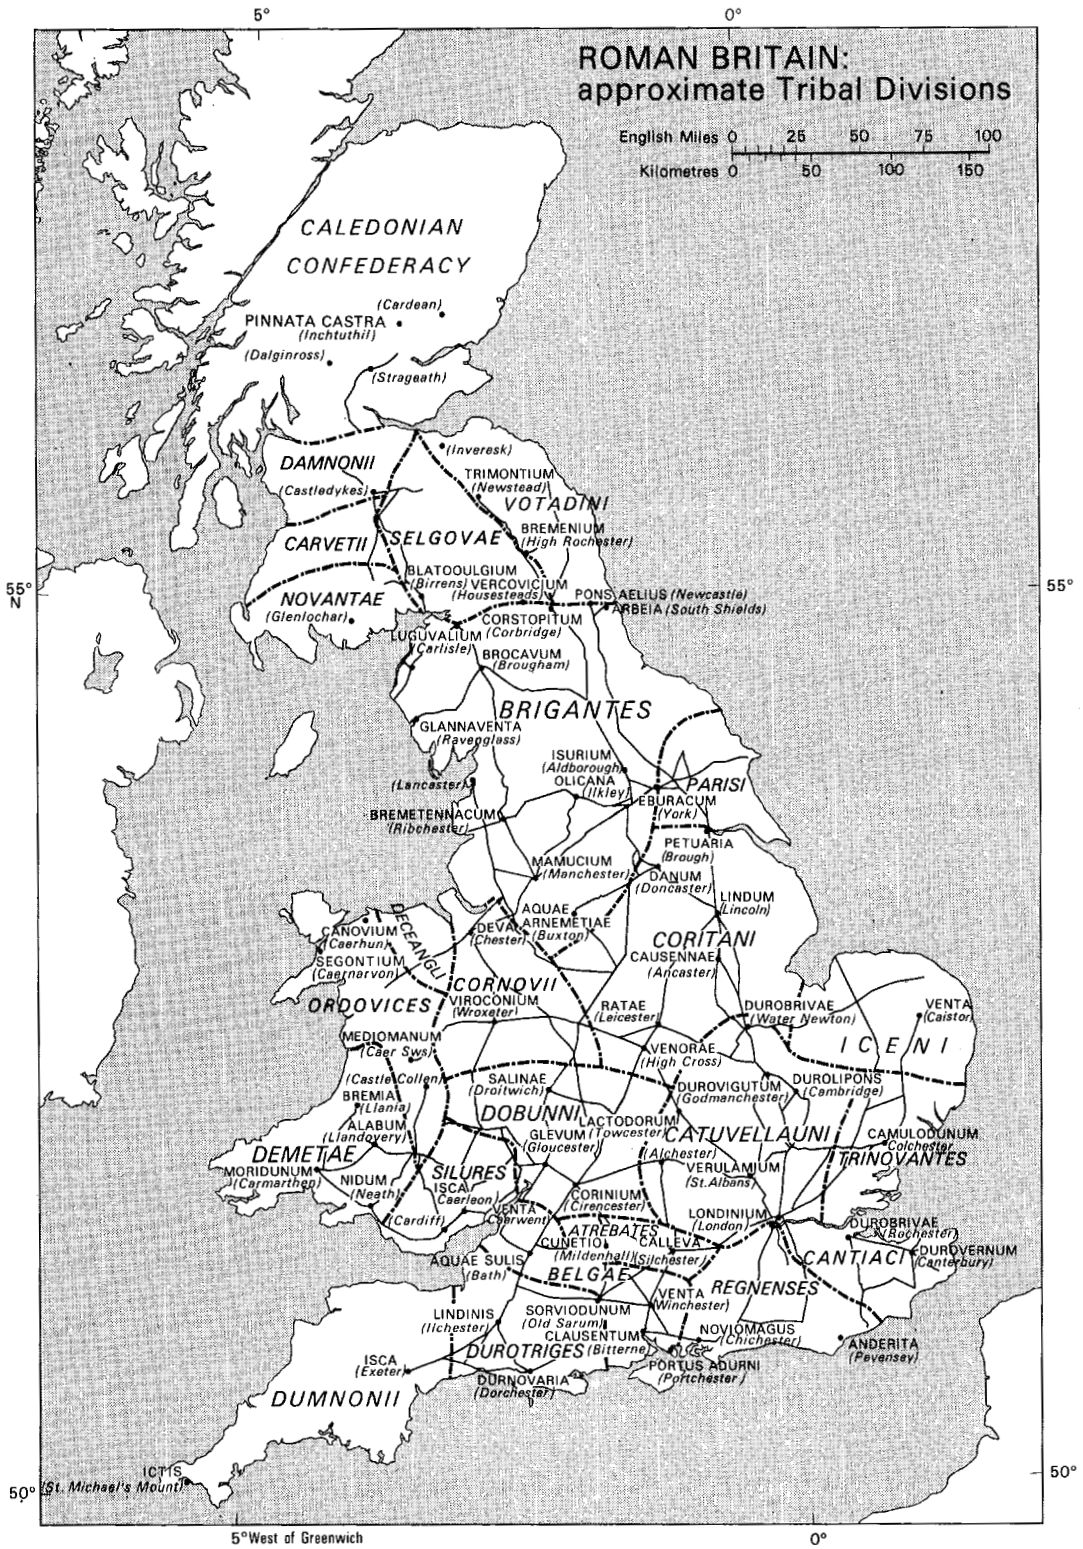 5°
0°
ROMAN BRITAIN:
approximate Tribal Divisions
English Miles 0 25 50 75 100
Kilometres 0 50 100 150
CALEDONIAN
CONFEDERACY
(Cardean)
PINNATA CASTRA
(Inchtuthil)
(Dalginross)
(Strageath)
(Inveresk)
DAMNONII
TRIMONTIUM
(Newstead)
(Castledykes)
VOTADINI
BREMENIUM
(High Rochester)
CARVETII
SELGOVAE
BLATOOULGIUM
(Birrens)
VERCOVICIUM
(Housesteads)
55°
N
55°
NOVANTAE
(Glenlochar)
PONS AELIUS (Newcastle)
ARBEIA (South Shields)
CORSTOPITUM
(Corbridge)
LUGUVALIUM
(Carlisle)
BROCAVUM
(Brougham)
BRIGANTES
GLANNAVENTA
(Ravenglass)
ISURIUM
(Aldborough)
OLICANA
(Ilkley)
PARISI
(Lancaster)
EBURACUM
(York)
BREMETENNACUM
(Ribchester)
PETUARIA
(Brough)
MAMUCIUM
(Manchester)
DANUM
(Doncaster)
LINDUM
(Lincoln)
DECEANGLI
CANOVIUM
(Caerhun)
DEVA
(Chester)
AQUAE
ARNEMETIAE
(Buxton)
CORITANI
SEGONTIUM
(Caernarvon)
CAUSENNAE
(Ancaster)
CORNOVII
ORDOVICES
VIROCONIUM
(Wroxeter)
RATAE
(Leicester)
DUROBRIVAE
(Water Newton)
VENTA
(Caistor)
MEDIOMANUM
(Caer Sws)
VENORAE
(High Cross)
ICENI
(Castle Collen)
SALINAE
(Droitwich)
DUROVIGUTUM
(Godmanchester)
DUROLIPONS
(Cambridge)
BREMIA
(Llania)
DOBUNNI
LACTODORUM
(Towcester)
ALABUM
(Llandovery)
GLEVUM
(Gloucester)
CATUVELLAUNI
CAMULODUNUM
Colchester
DEMETAE
(Alchester)
TRINOVANTES
MORIDUNUM
(Carmarthen)
SILURES
VERULAMIUM
(St.Albans)
NIDUM
(Neath)
ISCA
Caerleon)
CORINIUM
(Cirencester)
(Cardiff)
VENTA
Caerwent)
LONDINIUM
(London)
DUROBRIVAE
(Rochester)
ATREBATES
CUNETIO
(Mildenhall)
CALLEVA
(Silchester)
CANTIACI
DUROVERNUM
(Canterbury)
AQUAE SULIS
(Bath)
BELGAE
REGNENSES
VENTA
(Winchester)
LINDINIS
(Ilchester)
SORVIODUNUM
(Old Sarum)
CLAUSENTUM
(Bitterne)
NOVIOMAGUS
(Chichester)
ANDERITA
(Pevensey)
DUROTRIGES
ISCA
(Exeter)
PORTUS ADURNI
(Portchester)
DURNOVARIA
(Dorchester)
DUMNONII
ICTIS
(St. Michael's Mount)
50°
50°
5° West of Greenwich
0°